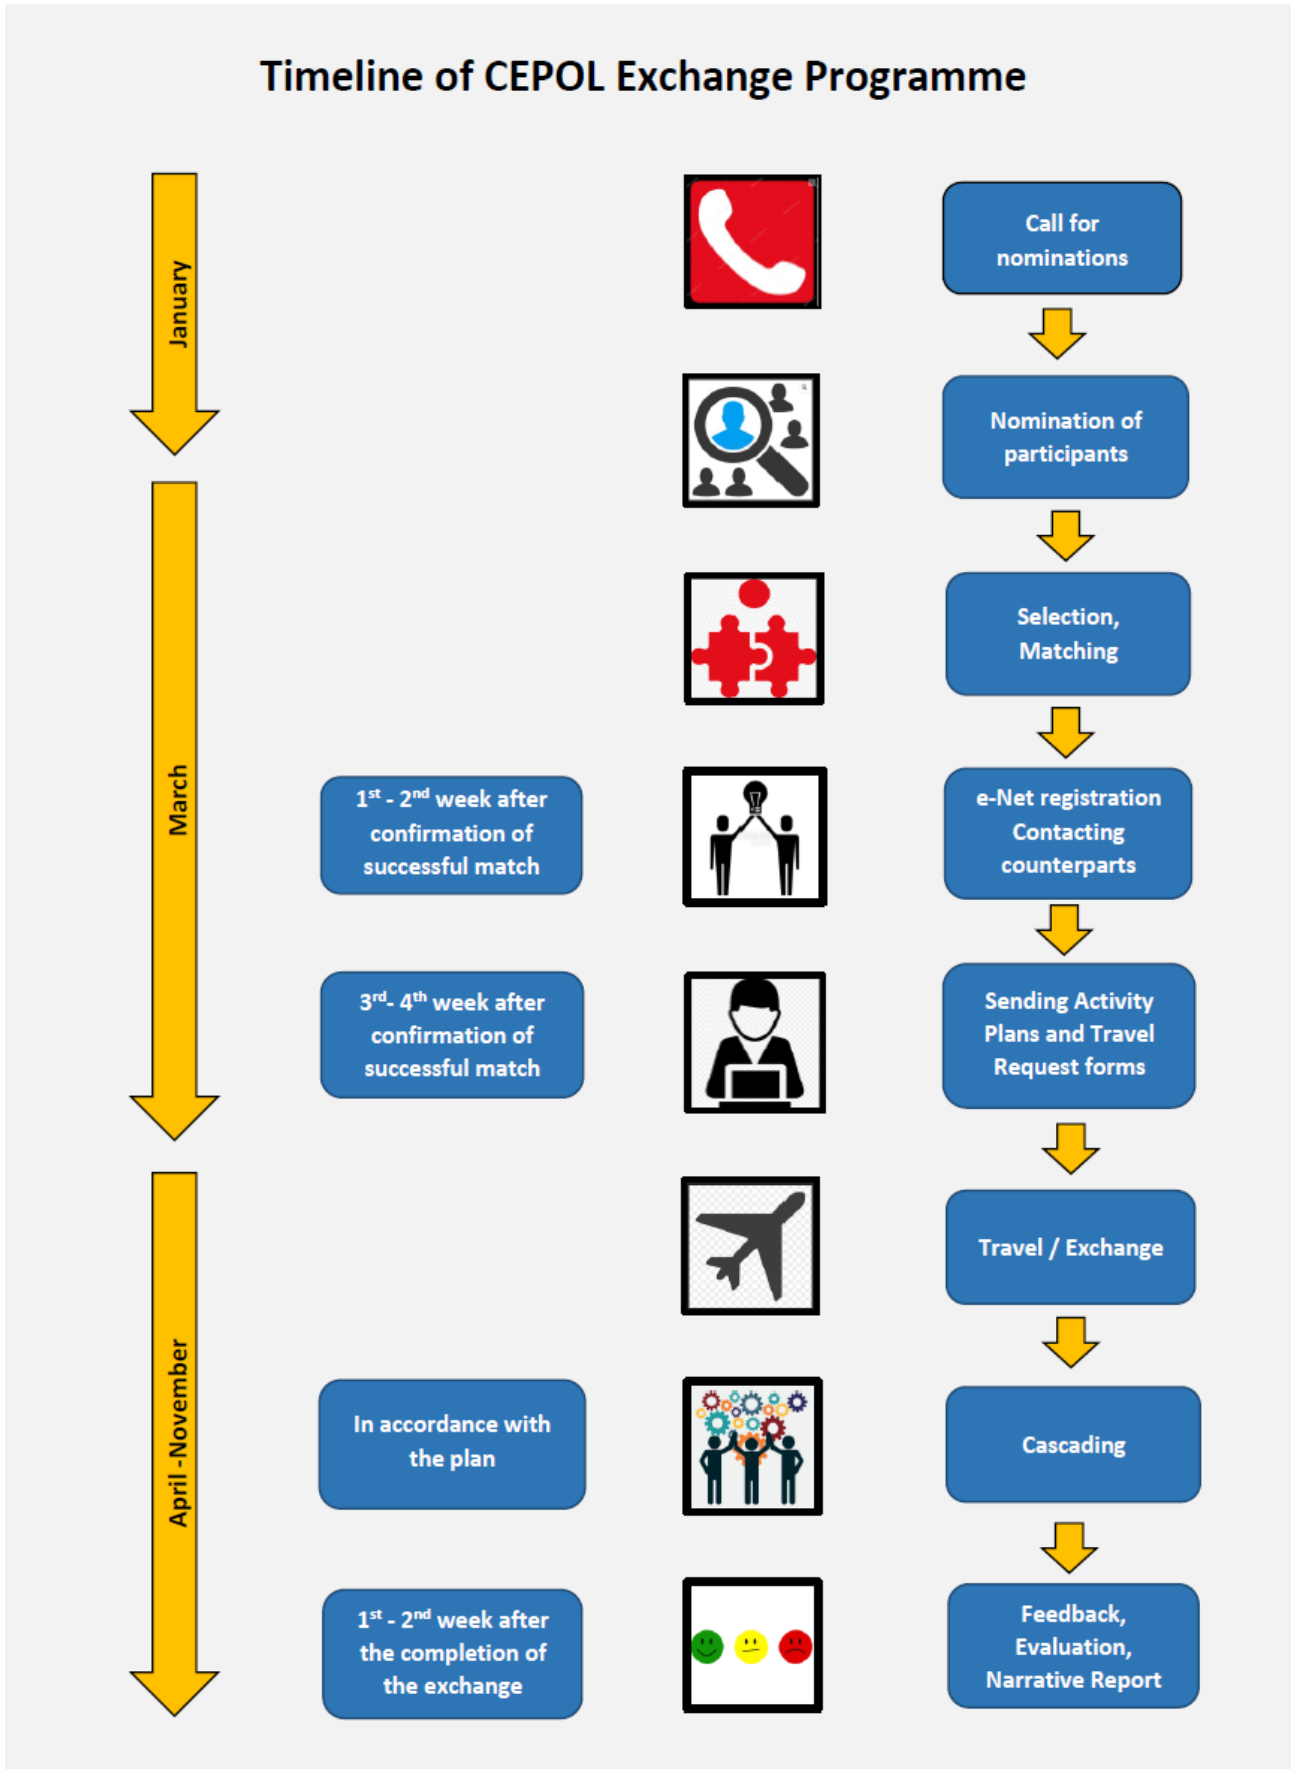 Timeline of CEPOL Exchange Programme
January
Call for
nominations
Nomination of
participants
March
Selection,
Matching
1st - 2nd week after
confirmation of
successful match
e-Net registration
Contacting
counterparts
3rd- 4th week after
confirmation of
successful match
Sending Activity
Plans and Travel
Request forms
April -November
Travel / Exchange
In accordance with
the plan
Cascading
1st - 2nd week after
the completion of
the exchange
Feedback,
Evaluation,
Narrative Report